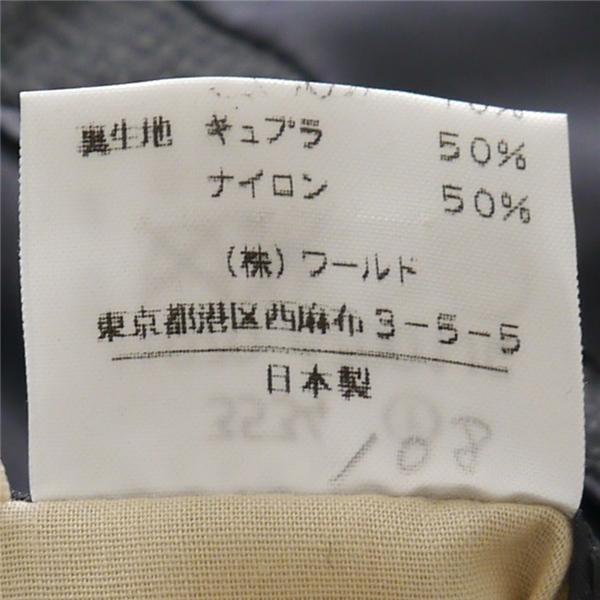 裏生地 キュプラ 50%
ナイロン 50%
(株)ワールド
東京都港区西麻布3-5-5
日本製